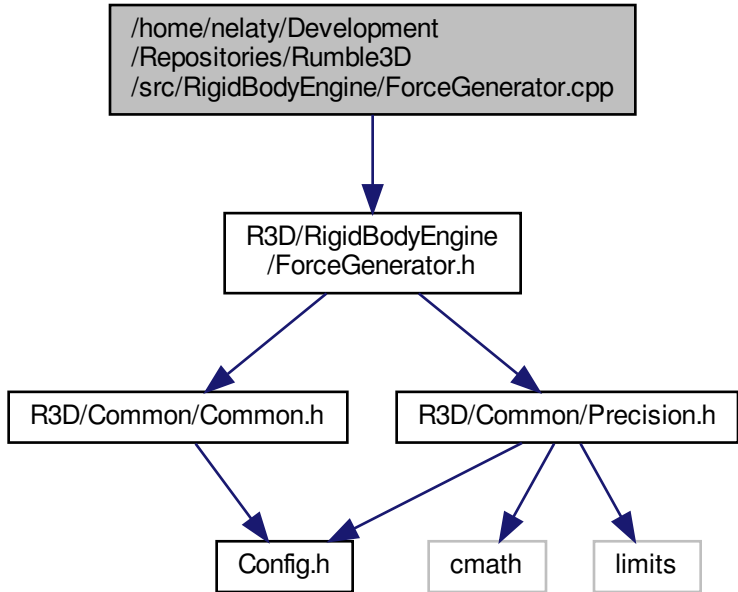 /home/nelaty/Development
/Repositories/Rumble3D
/src/RigidBodyEngine/ForceGenerator.cpp
R3D/RigidBodyEngine
/ForceGenerator.h
R3D/Common/Common.h
R3D/Common/Precision.h
Config.h
cmath
limits